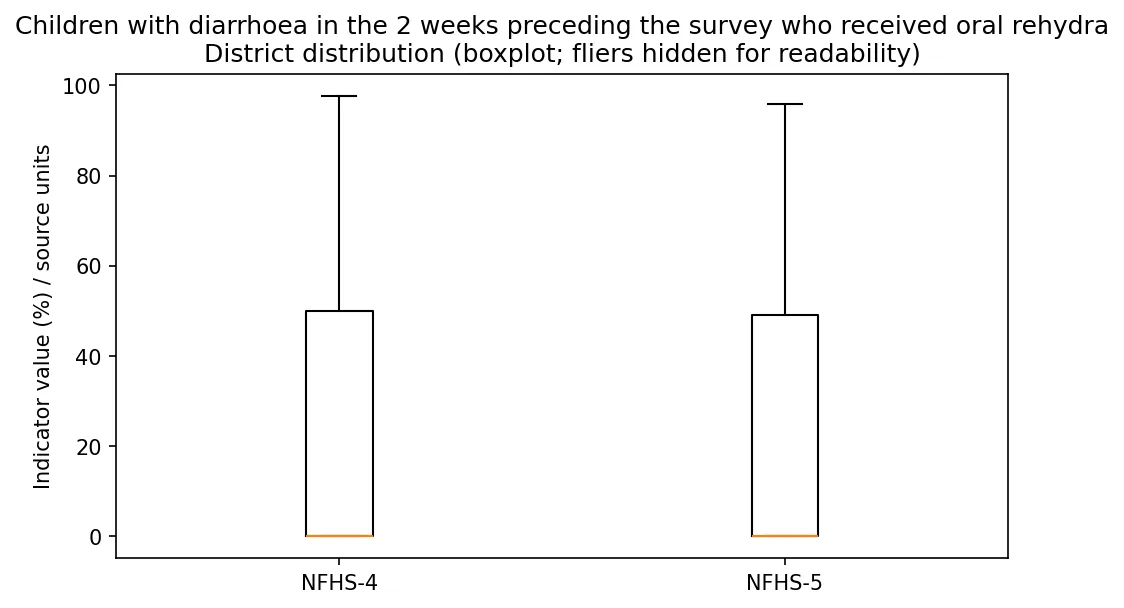 Children with diarrhoea in the 2 weeks preceding the survey who received oral rehydra
District distribution (boxplot; fliers hidden for readability)
Indicator value (%) / source units
100
80
60
40
20
0
NFHS-4
NFHS-5